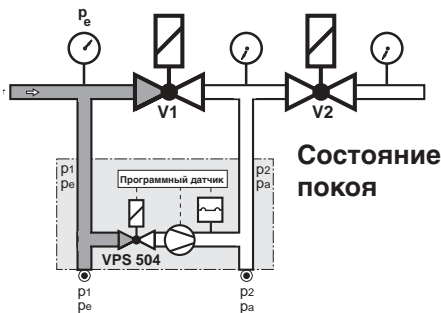 pe
V1
V2
Состояние
покоя
p1
pe
Программный датчик
p2
pa
VPS 504
p1
pe
p2
pa